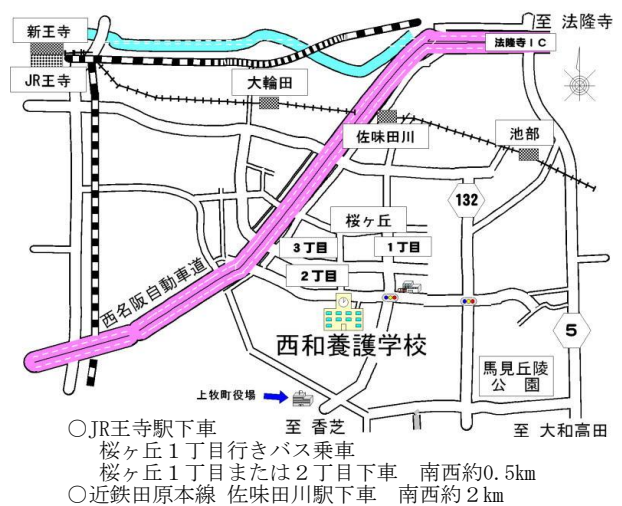 新王寺
至 法隆寺
法隆寺IC
JR王寺
大輪田
佐味田川
池部
132
桜ヶ丘
3丁目
1丁目
2丁目
西名阪自動車道
5
西和養護学校
馬見丘陵
公 園
上牧町役場
至 香芝
至 大和高田
○JR王寺駅下車
桜ヶ丘1丁目行きバス乗車
桜ヶ丘1丁目または2丁目下車 南西約0.5km
○近鉄田原本線 佐味田川駅下車 南西約2km